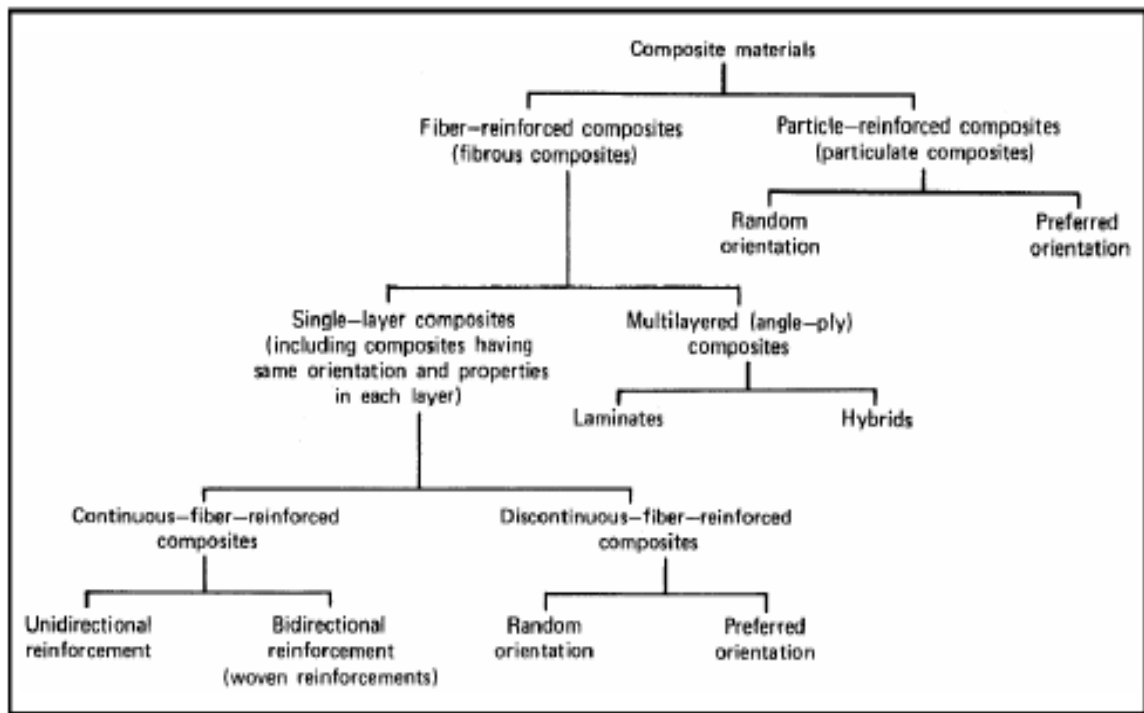 Composite materials
Fiber–reinforced composites
(fibrous composites)
Particle–reinforced composites
(particulate composites)
Random
orientation
Preferred
orientation
Single–layer composites
(including composites having
same orientation and properties
in each layer)
Multilayered (angle–ply)
composites
Laminates
Hybrids
Continuous–fiber–reinforced
composites
Discontinuous–fiber–reinforced
composites
Unidirectional
reinforcement
Bidirectional
reinforcement
(woven reinforcements)
Random
orientation
Preferred
orientation